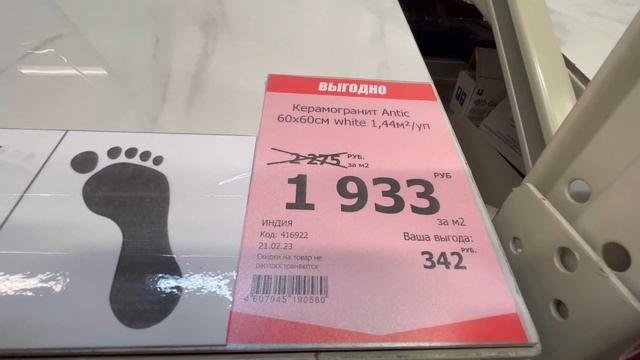 ВЫГОДНО
Керамогранит Antic
60х60см white 1,44м²/уп
2 275 РУБ.
за м2
1 933 РУБ
за м2
ИНДИЯ
Код: 416922
21.02.23
Скидки на товар не
распространяются
Ваша выгода:
342 РУБ.
4 607945 190580